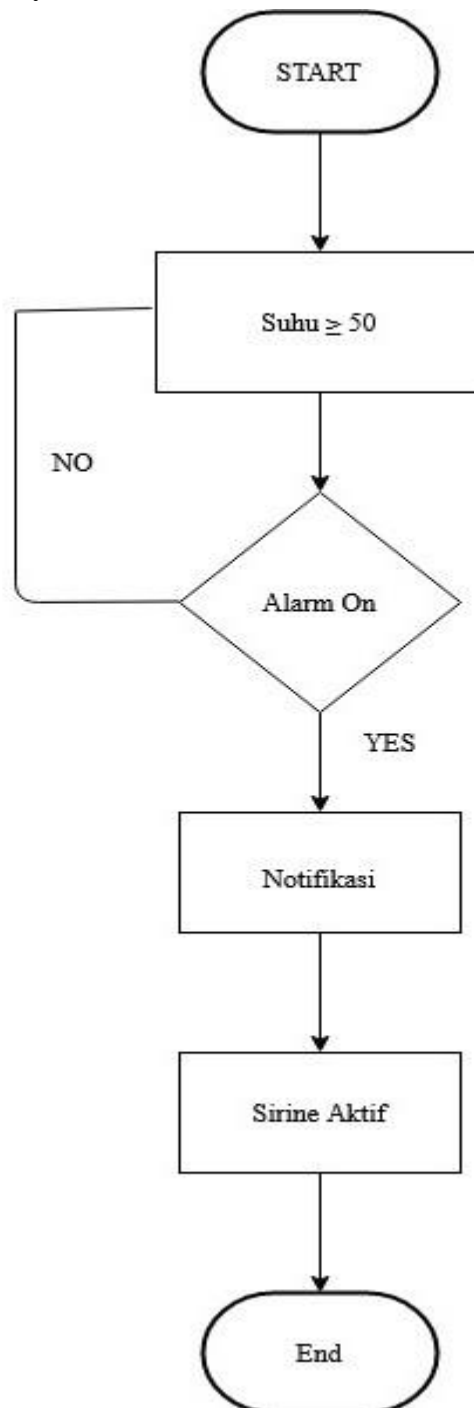 START
Suhu ≥ 50
NO
Alarm On
YES
Notifikasi
Sirine Aktif
End